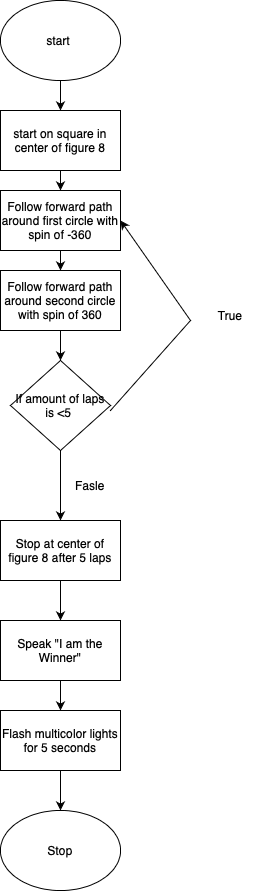 start
start on square in
center of figure 8
Follow forward path
around first circle with
spin of -360
Follow forward path
around second circle
with spin of 360
True
If amount of laps
is <5
Fasle
Stop at center of
figure 8 after 5 laps
Speak "I am the
Winner"
Flash multicolor lights
for 5 seconds
Stop